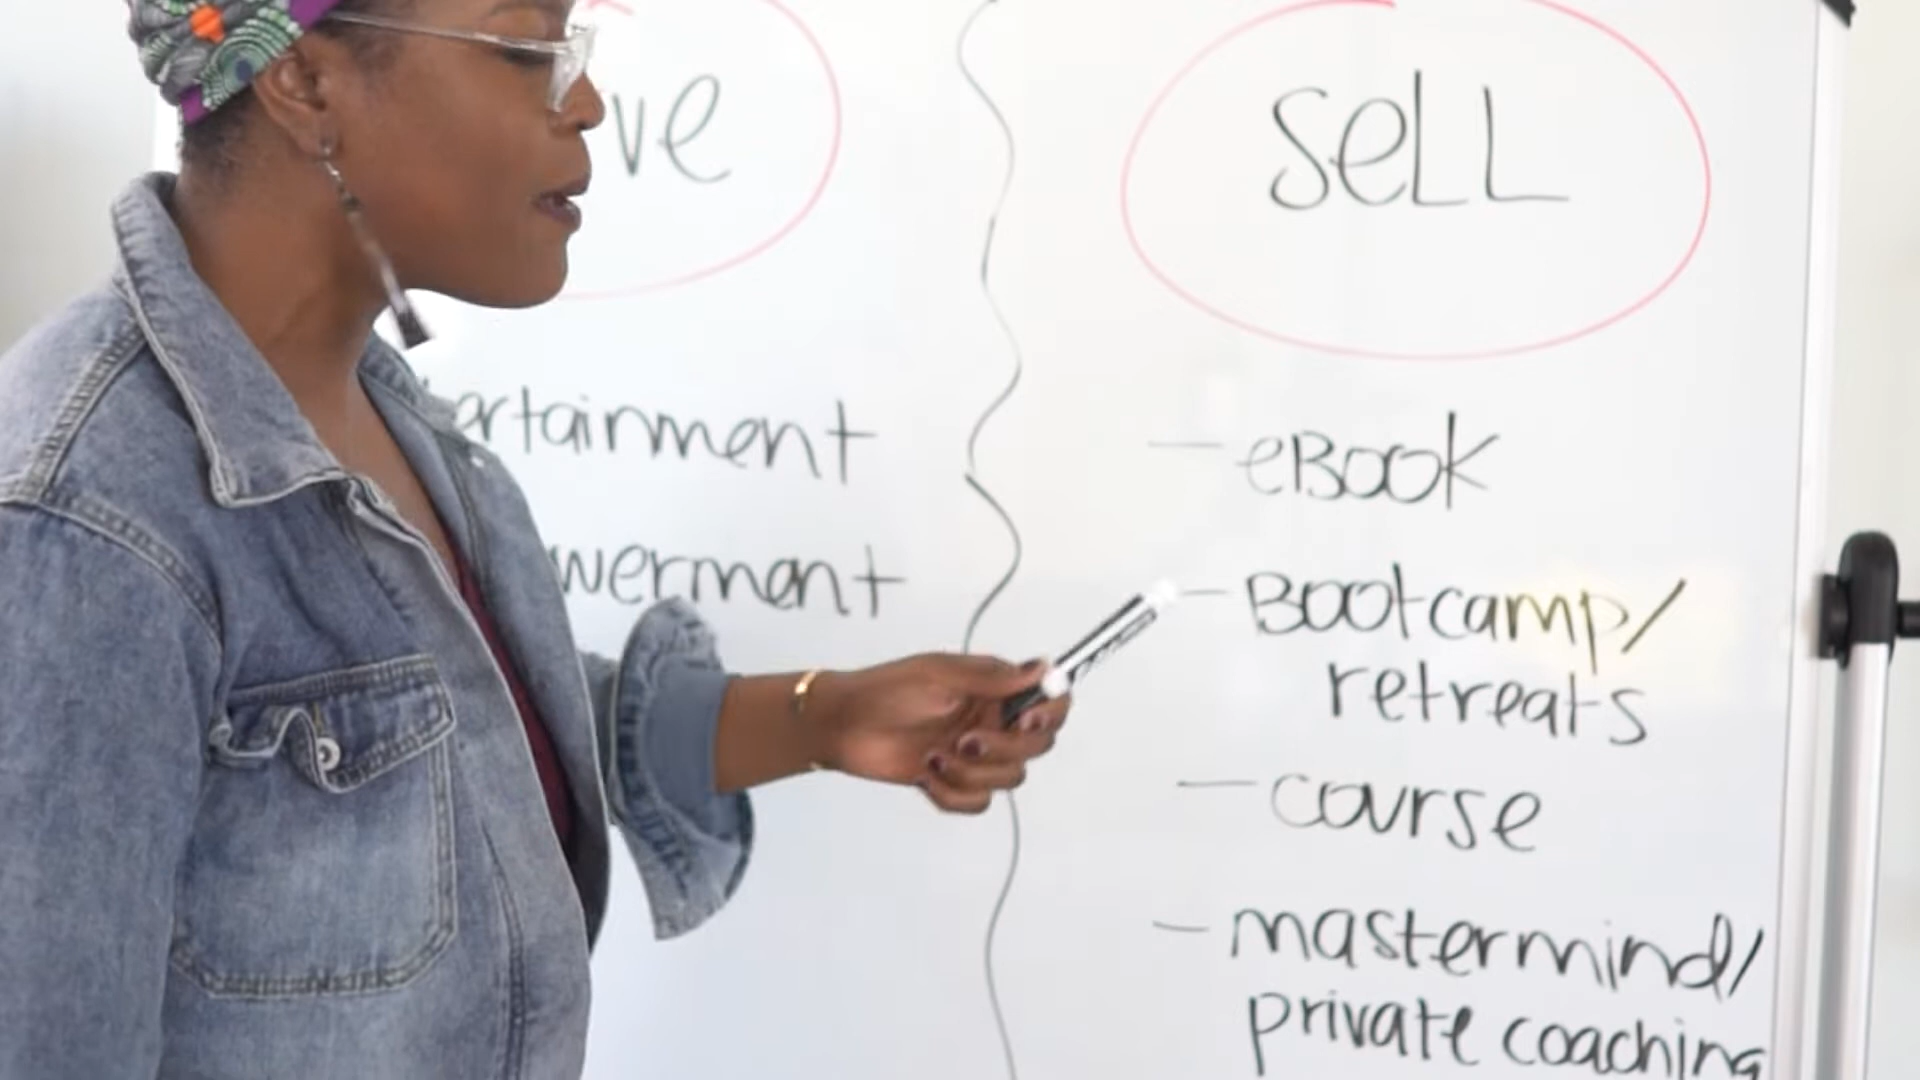 ve
sell
ertainment
werment
- eBook
- Bootcamp/
retreats
- course
- mastermind/
private coaching